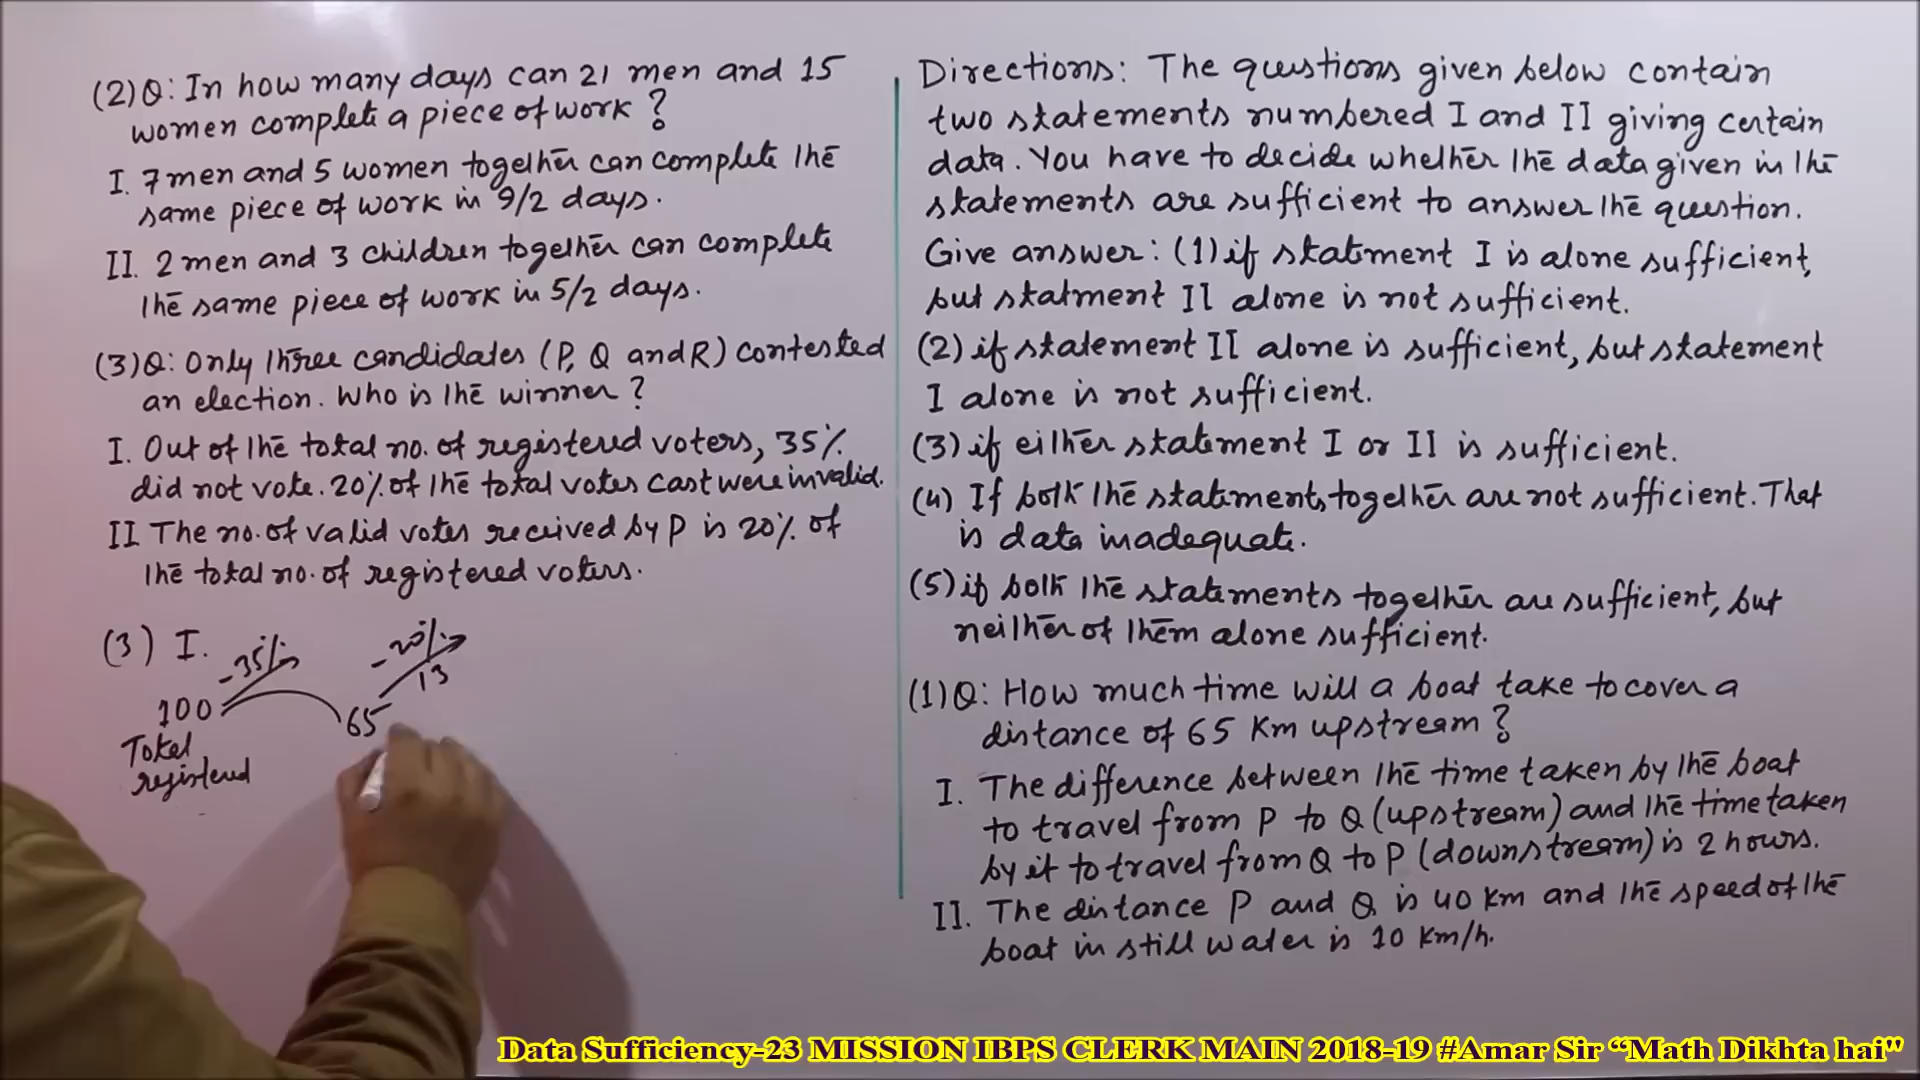 (2) Q: In how many days can 21 men and 15
women complete a piece of work?
I. 7 men and 5 women together can complete the
same piece of work in 9/2 days.
II. 2 men and 3 children together can complete
the same piece of work in 5/2 days.
(3) Q: Only three candidates (P, Q and R) contested
an election. Who is the winner?
I. Out of the total no. of registered voters, 35%
did not vote. 20% of the total votes cast were invalid.
II The no. of valid votes received by P is 20% of
the total no. of registered voters.
(3) I.
-35%
-20%
13
100
65
Total
registered
Directions: The questions given below contain
two statements numbered I and II giving certain
data. You have to decide whether the data given in the
statements are sufficient to answer the question.
Give answer: (1) if statement I is alone sufficient,
but statment II alone is not sufficient.
(2) if statement II alone is sufficient, but statement
I alone is not sufficient.
(3) if either statement I or II is sufficient.
(4) If both the statements together are not sufficient. That
is data inadequate.
(5) if both the statements together are sufficient, but
neither of them alone sufficient.
(1) Q: How much time will a boat take to cover a
distance of 65 Km upstream?
I. The difference between the time taken by the boat
to travel from P to Q (upstream) and the time taken
by it to travel from Q to P (downstream) is 2 hours.
II. The distance P and Q is 40 km and the speed of the
boat in still water is 10 km/h.
Data Sufficiency-23 MISSION IBPS CLERK MAIN 2018-19 #Amar Sir “Math Dikhta hai"